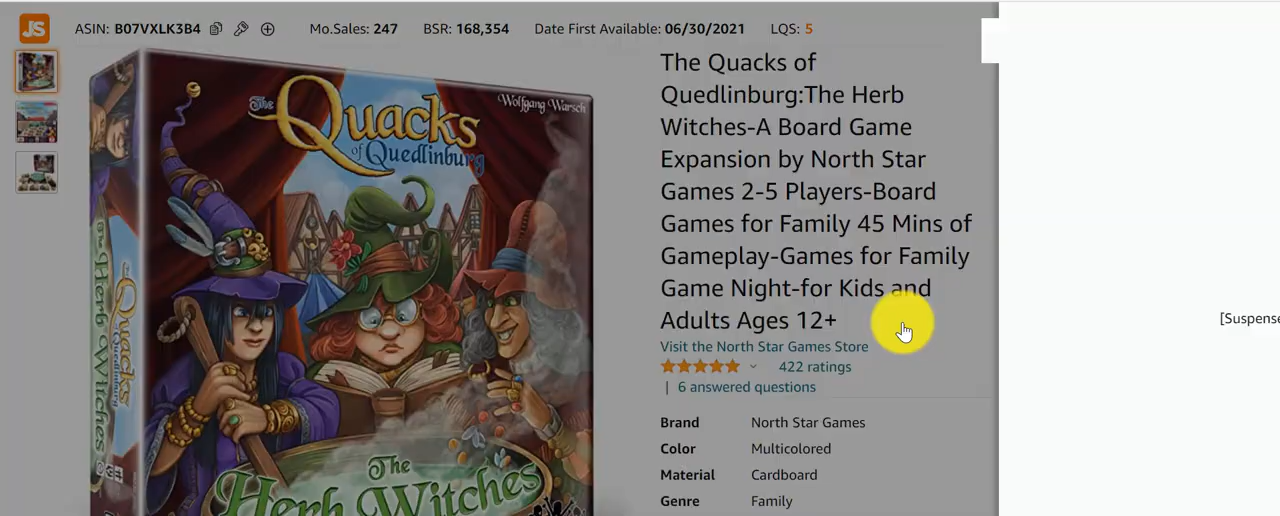 JS
ASIN: B07VXLK3B4 Mo.Sales: 247 BSR: 168,354 Date First Available: 06/30/2021 LQS: 5
The Quacks of
Quedlinburg:The Herb
Witches-A Board Game
Expansion by North Star
Games 2-5 Players-Board
Games for Family 45 Mins of
Gameplay-Games for Family
Game Night-for Kids and
Adults Ages 12+
Visit the North Star Games Store
422 ratings
| 6 answered questions
Brand North Star Games
Color Multicolored
Material Cardboard
Genre Family
[Suspense
Wolfgang Warsch
The
Quacks
of Quedlinburg
The
Herb Witches
The Quacks of Quedlinburg
The Herb Witches